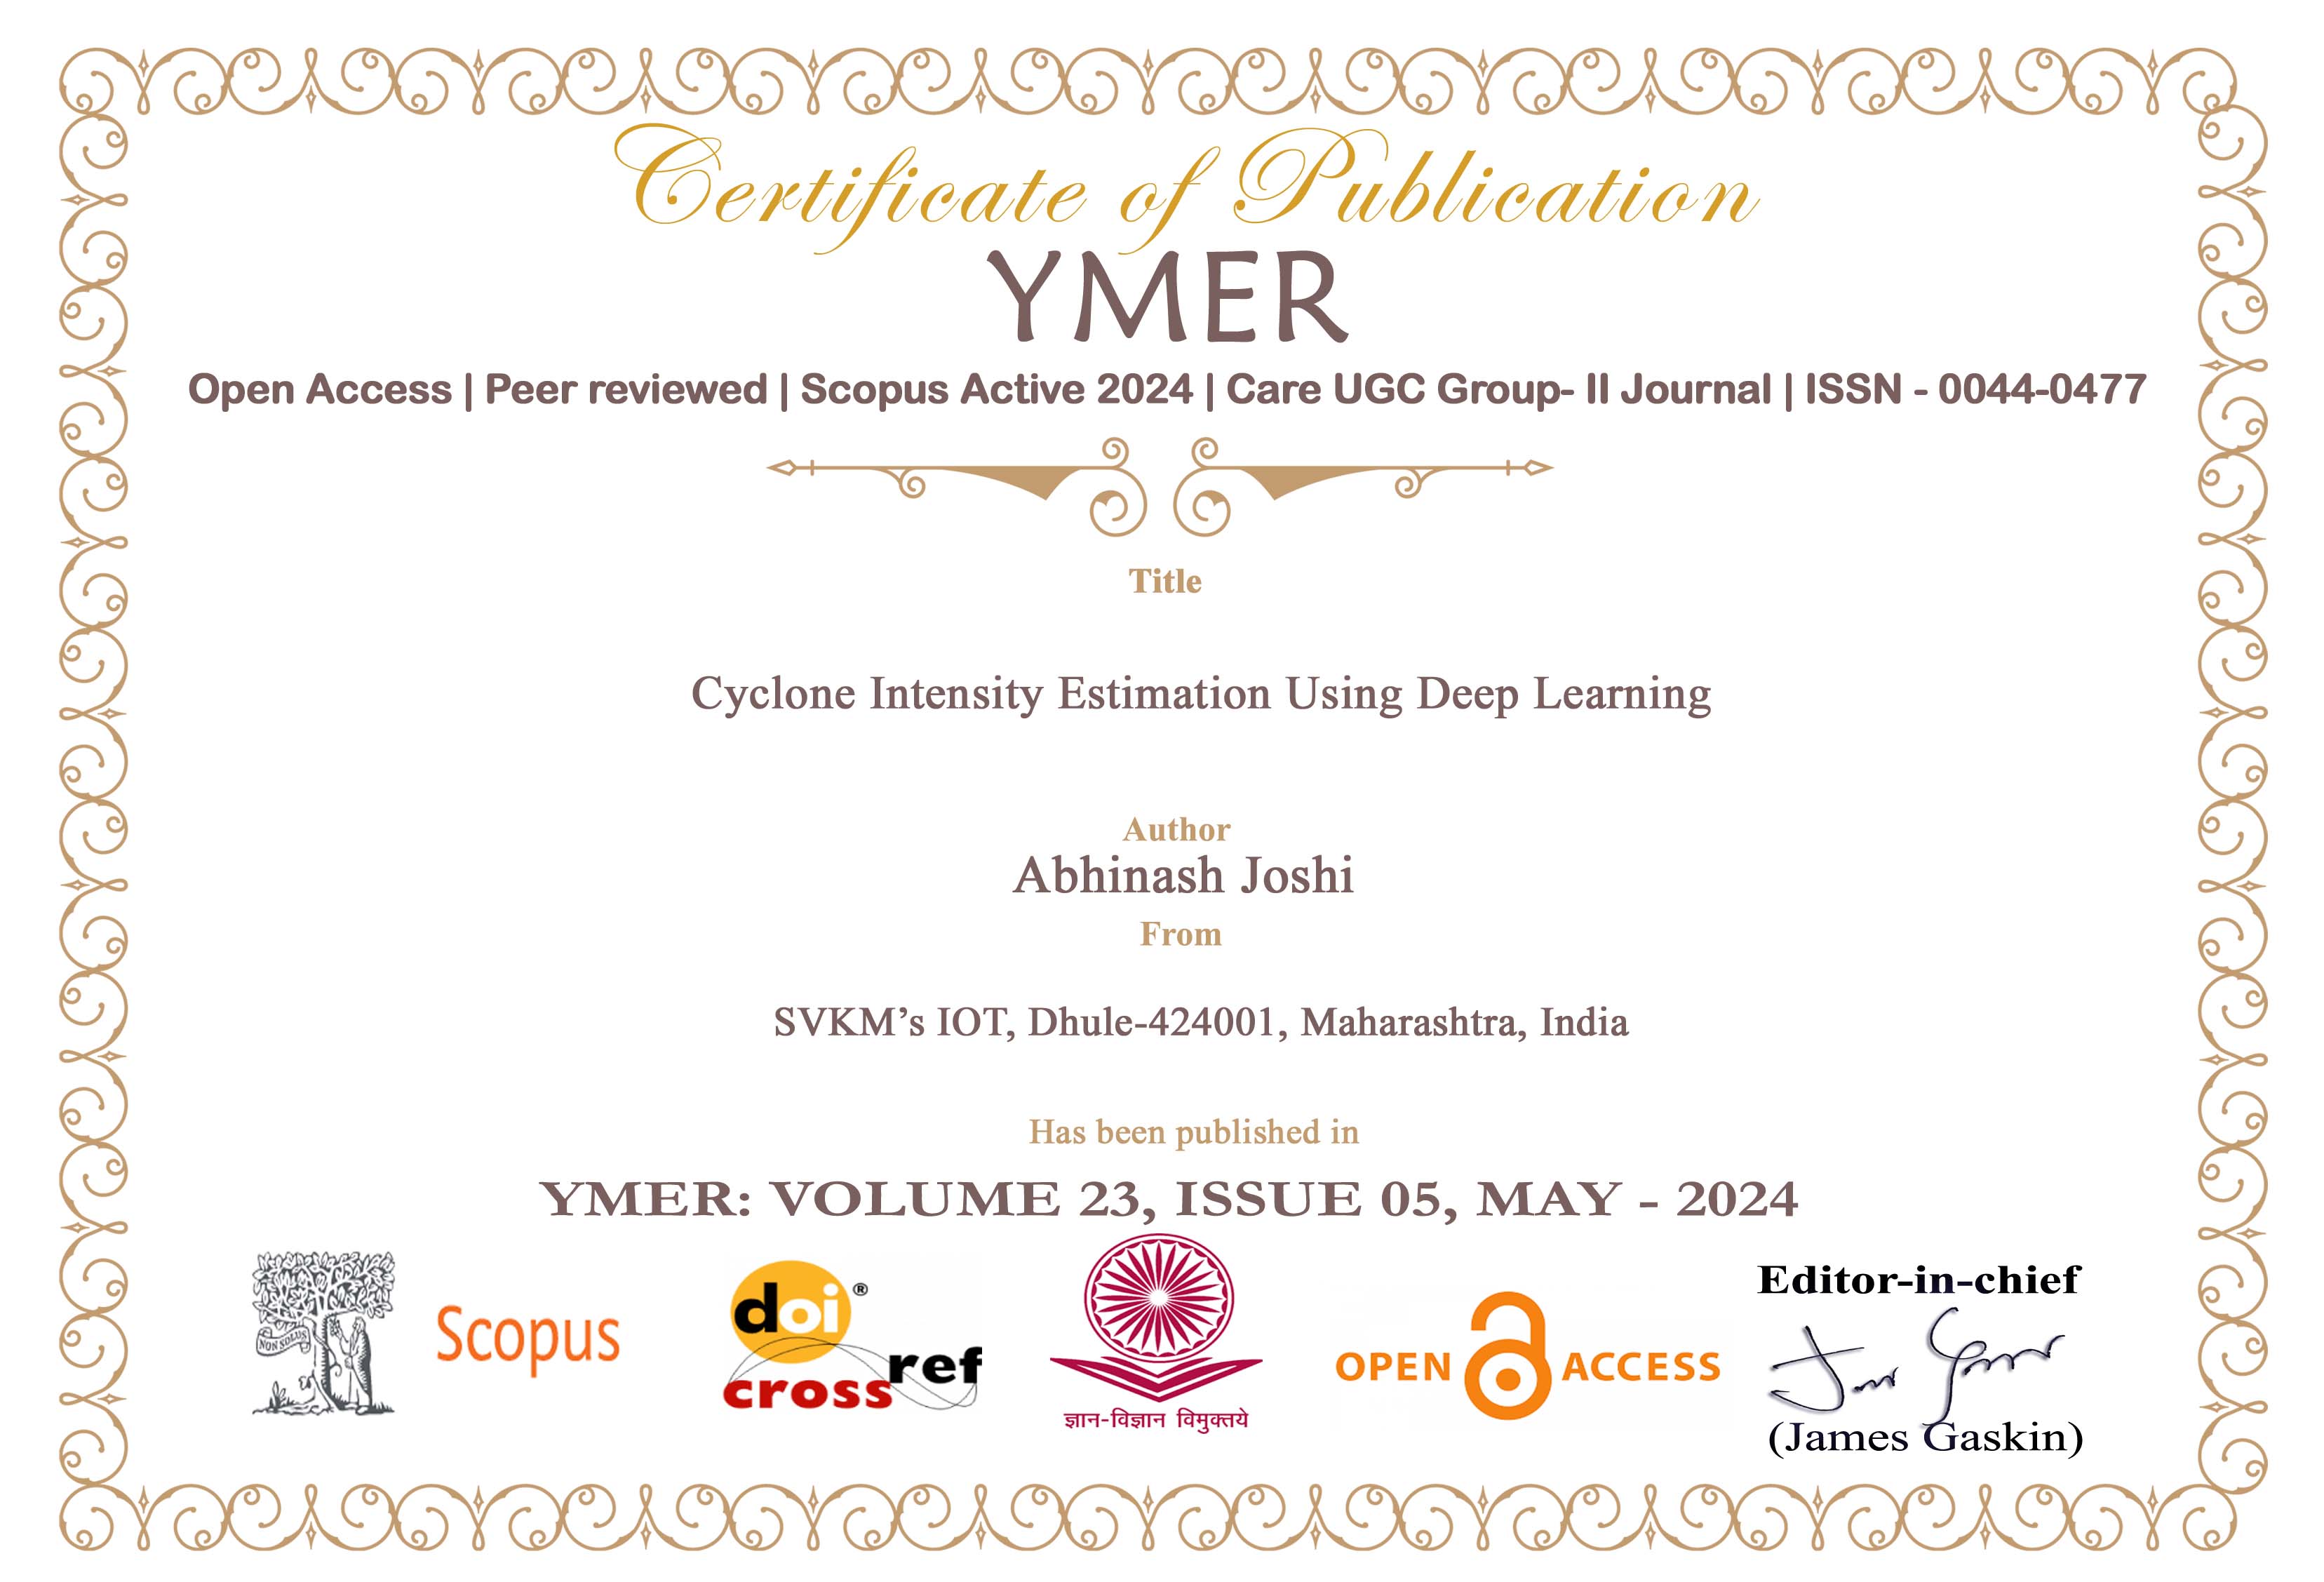 Certificate of Publication
YMER
Open Access | Peer reviewed | Scopus Active 2024 | Care UGC Group- II Journal | ISSN - 0044-0477
Title
Cyclone Intensity Estimation Using Deep Learning
Author
Abhinash Joshi
From
SVKM’s IOT, Dhule-424001, Maharashtra, India
Has been published in
YMER: VOLUME 23, ISSUE 05, MAY - 2024
NON SOLUS
Scopus
doi®
crossref
ज्ञान-विज्ञान विमुक्तये
OPEN ACCESS
Editor-in-chief
(James Gaskin)